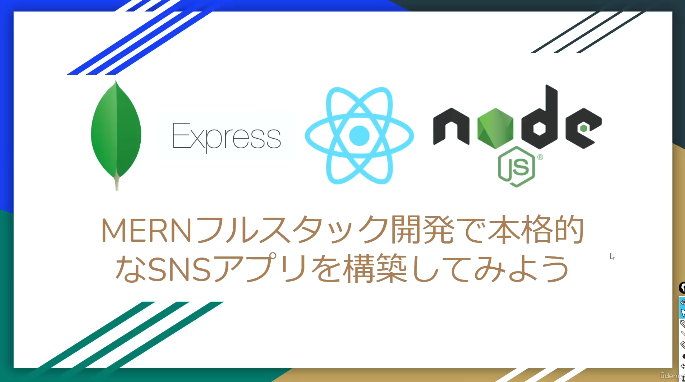 Express
node
JS
MERNフルスタック開発で本格的
なSNSアプリを構築してみよう